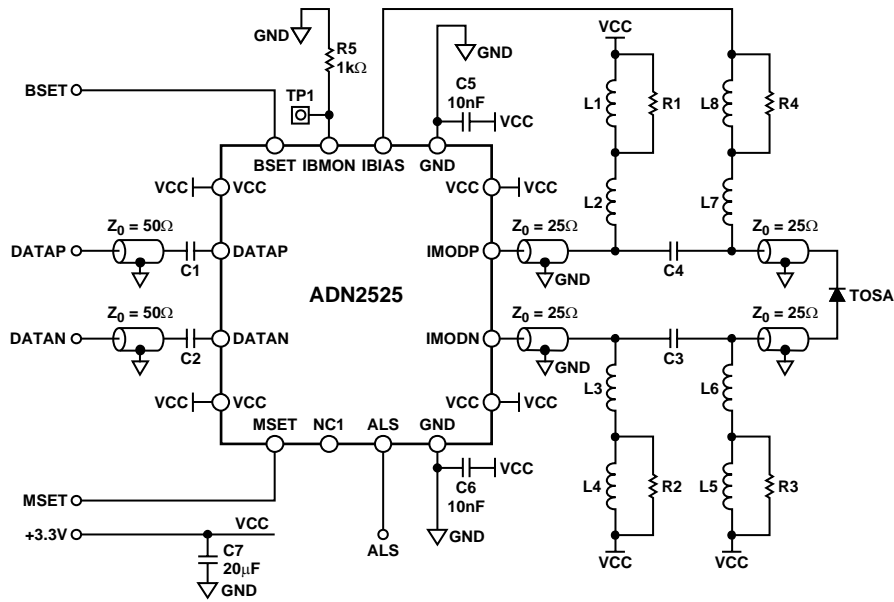 GND
R5
1kΩ
TP1
C5
10nF
GND
VCC
VCC
L1
R1
L8
R4
BSET
BSET
IBMON
IBIAS
GND
VCC
VCC
VCC
VCC
L2
L7
Z0 = 50Ω
Z0 = 25Ω
Z0 = 25Ω
DATAP
C1
DATAP
IMODP
GND
C4
ADN2525
TOSA
Z0 = 50Ω
Z0 = 25Ω
Z0 = 25Ω
DATAN
C2
DATAN
IMODN
GND
C3
L3
L6
VCC
VCC
VCC
VCC
MSET
NC1
ALS
GND
VCC
C6
10nF
L4
R2
L5
R3
MSET
+3.3V
VCC
GND
ALS
C7
20μF
GND
VCC
VCC